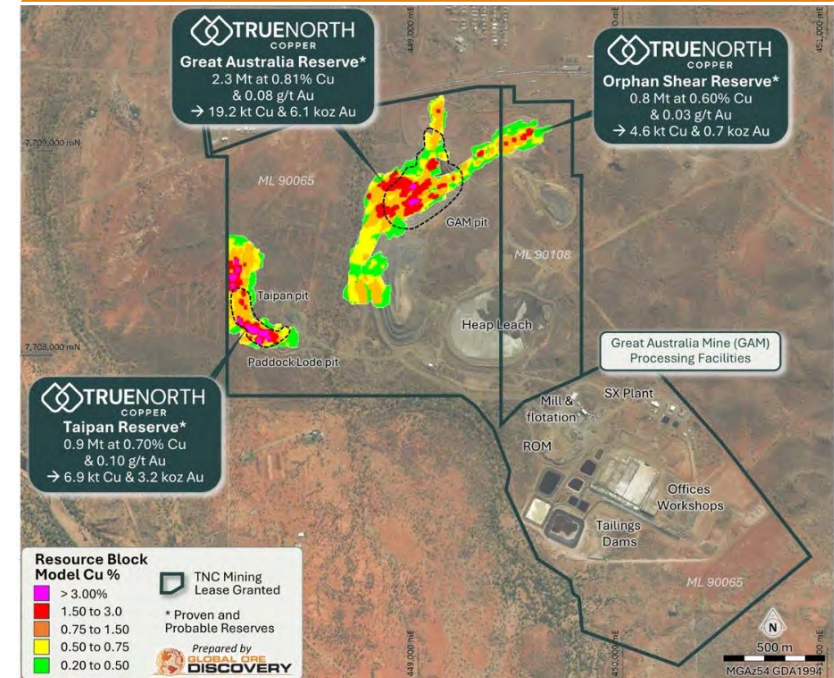 TRUENORTH
COPPER
Great Australia Reserve*
2.3 Mt at 0.81% Cu
& 0.08 g/t Au
→ 19.2 kt Cu & 6.1 koz Au
TRUENORTH
COPPER
Orphan Shear Reserve*
0.8 Mt at 0.60% Cu
& 0.03 g/t Au
→ 4.6 kt Cu & 0.7 koz Au
449,000 mE
451,000 mE
7,709,000 mN
ML 90065
GAM pit
ML 90108
Taipan pit
Heap Leach
7,708,000 mN
Paddock Lode pit
Great Australia Mine (GAM)
Processing Facilities
TRUENORTH
COPPER
Taipan Reserve*
0.9 Mt at 0.70% Cu
& 0.10 g/t Au
→ 6.9 kt Cu & 3.2 koz Au
Mill &
flotation
SX Plant
ROM
Offices
Workshops
Tailings
Dams
ML 90065
Resource Block
Model Cu %
> 3.00%
1.50 to 3.0
0.75 to 1.50
0.50 to 0.75
0.20 to 0.50
TNC Mining
Lease Granted
* Proven and
Probable Reserves
Prepared by
GLOBAL ORE
DISCOVERY
449,000 mE
450,000 mE
N
500 m
MGAz54 GDA1994